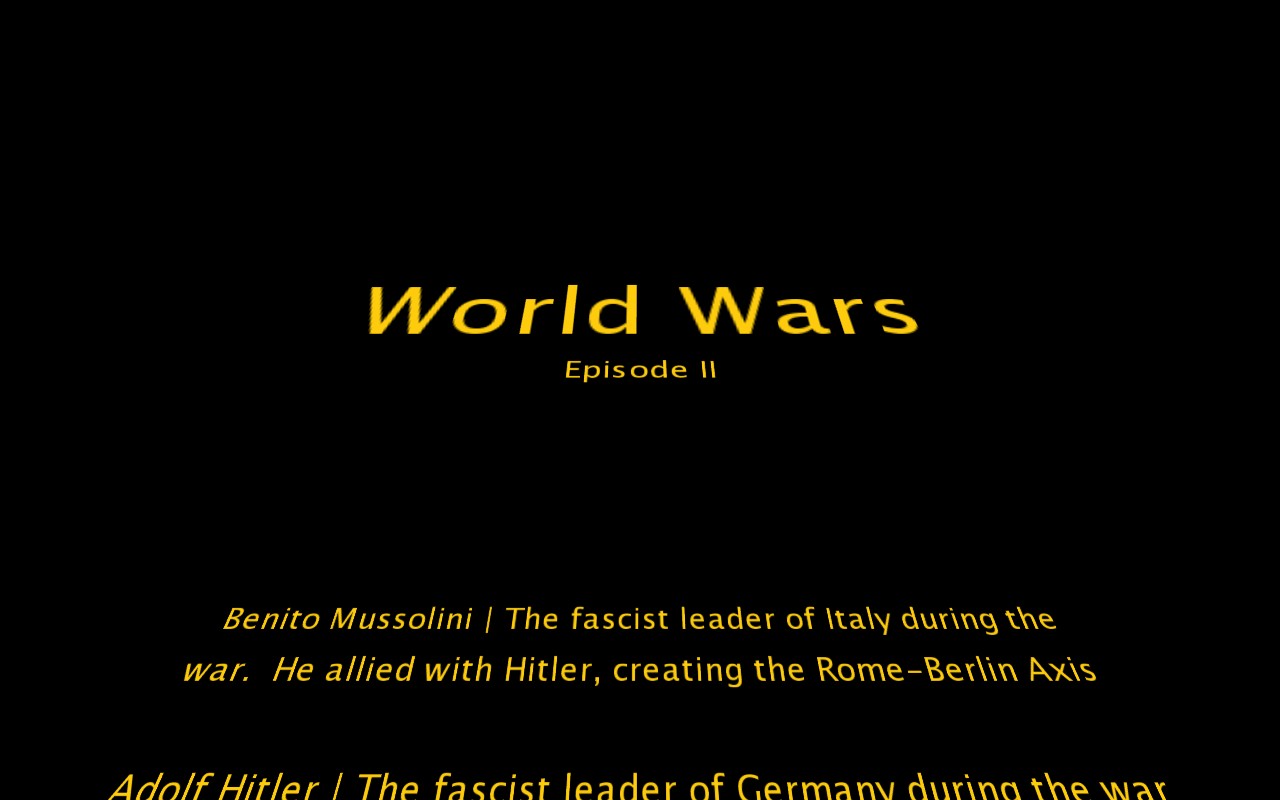 World Wars
Episode II
Benito Mussolini | The fascist leader of Italy during the
war.  He allied with Hitler, creating the Rome-Berlin Axis
Adolf Hitler | The fascist leader of Germany during the war